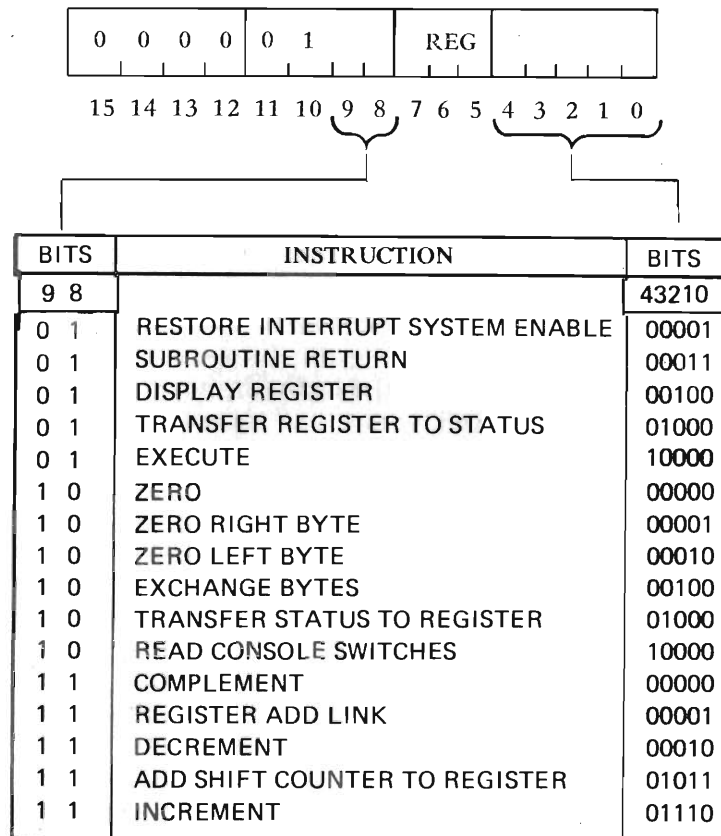 0 0 0 0 0 1 REG
15 14 13 12 11 10 9 8 7 6 5 4 3 2 1 0
BITS INSTRUCTION BITS
9 8 43210
0 1 RESTORE INTERRUPT SYSTEM ENABLE 00001
0 1 SUBROUTINE RETURN 00011
0 1 DISPLAY REGISTER 00100
0 1 TRANSFER REGISTER TO STATUS 01000
0 1 EXECUTE 10000
1 0 ZERO 00000
1 0 ZERO RIGHT BYTE 00001
1 0 ZERO LEFT BYTE 00010
1 0 EXCHANGE BYTES 00100
1 0 TRANSFER STATUS TO REGISTER 01000
1 0 READ CONSOLE SWITCHES 10000
1 1 COMPLEMENT 00000
1 1 REGISTER ADD LINK 00001
1 1 DECREMENT 00010
1 1 ADD SHIFT COUNTER TO REGISTER 01011
1 1 INCREMENT 01110